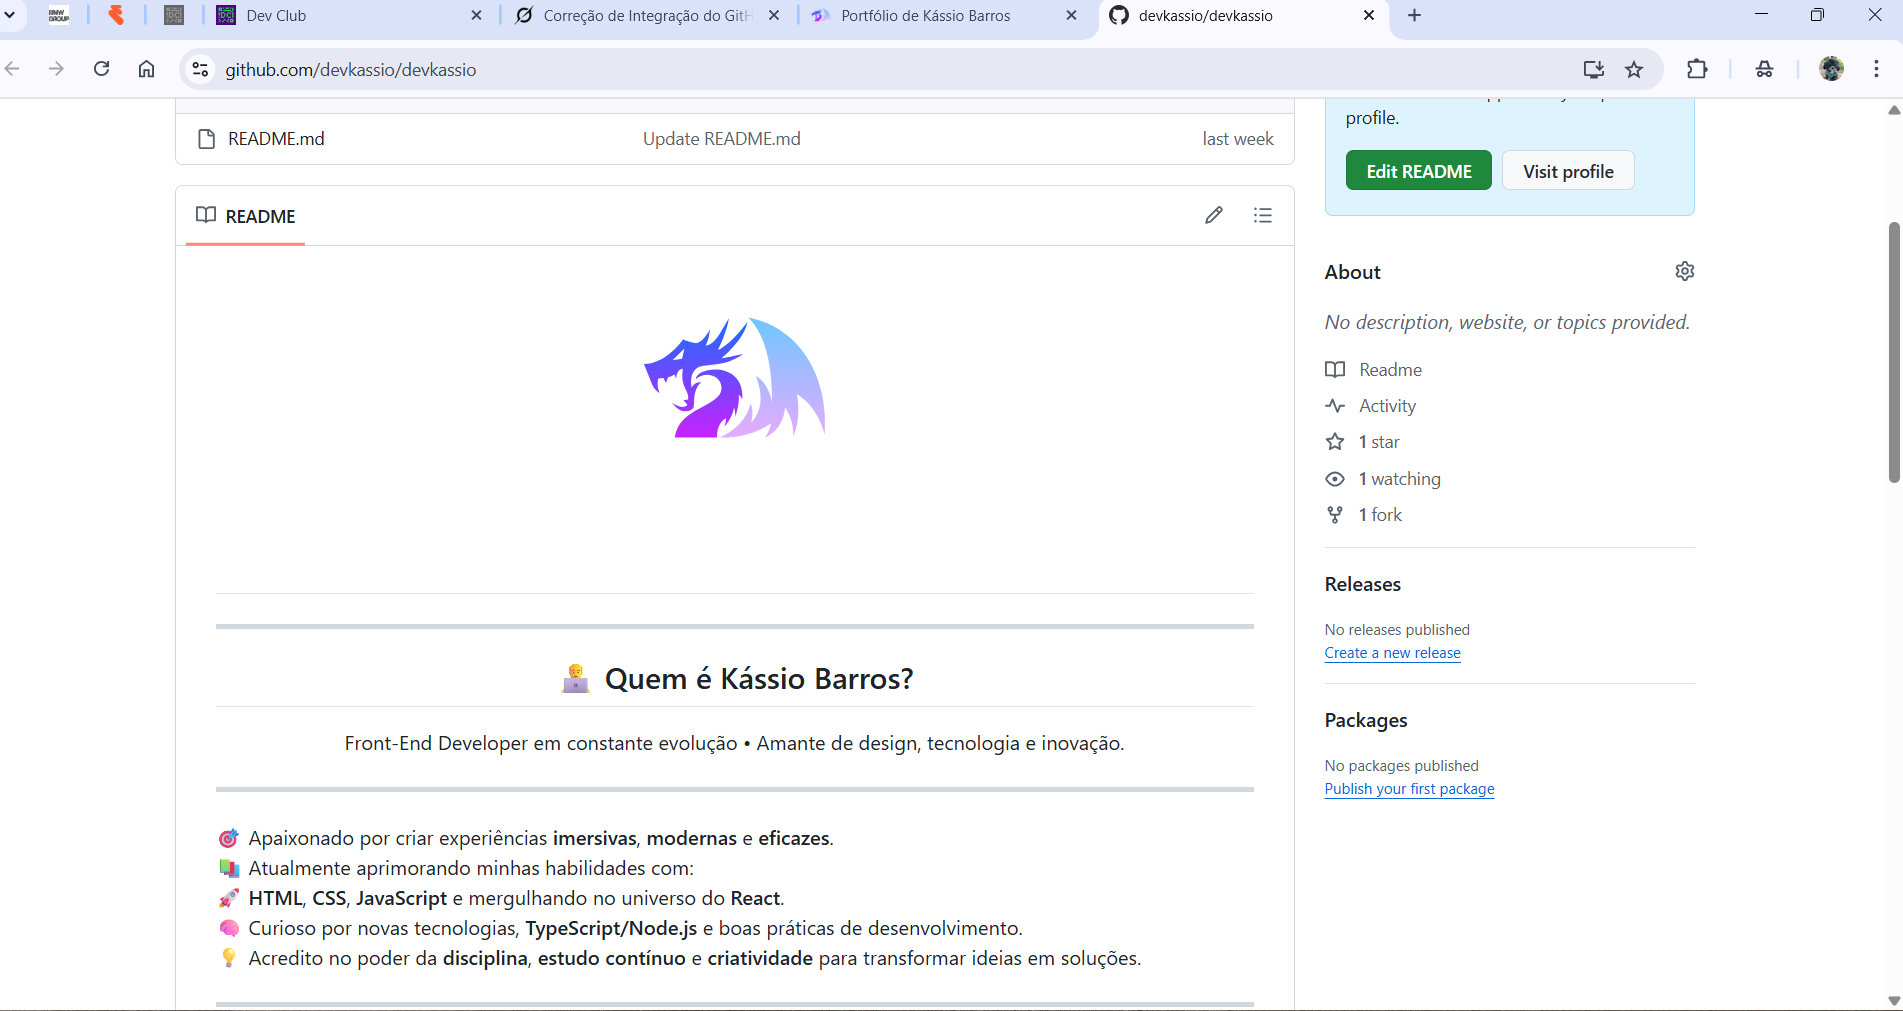 BMW GROUP
Dev Club
Correção de Integração do GitH
Portfólio de Kássio Barros
devkassio/devkassio
github.com/devkassio/devkassio
README.md
Update README.md
last week
profile.
Edit README
Visit profile
README
About
No description, website, or topics provided.
Readme
Activity
1 star
1 watching
1 fork
Releases
No releases published
Create a new release
Packages
No packages published
Publish your first package
Quem é Kássio Barros?
Front-End Developer em constante evolução • Amante de design, tecnologia e inovação.
Apaixonado por criar experiências imersivas, modernas e eficazes.
Atualmente aprimorando minhas habilidades com:
HTML, CSS, JavaScript e mergulhando no universo do React.
Curioso por novas tecnologias, TypeScript/Node.js e boas práticas de desenvolvimento.
Acredito no poder da disciplina, estudo contínuo e criatividade para transformar ideias em soluções.